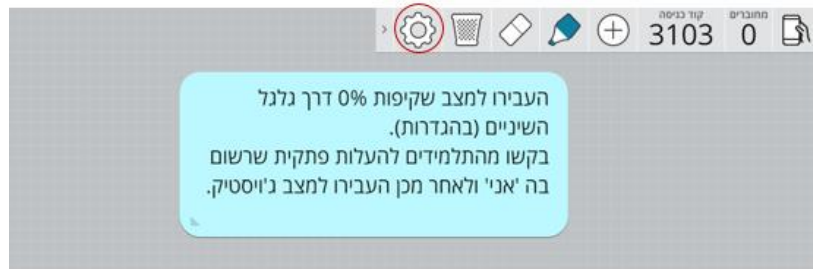 מחוברים
0
קוד כניסה
3103
העבירו למצב שקיפות 0% דרך גלגל
השיניים (בהגדרות).
בקשו מהתלמידים להעלות פתקית שרשום
בה 'אני' ולאחר מכן העבירו למצב ג'ויסטיק.